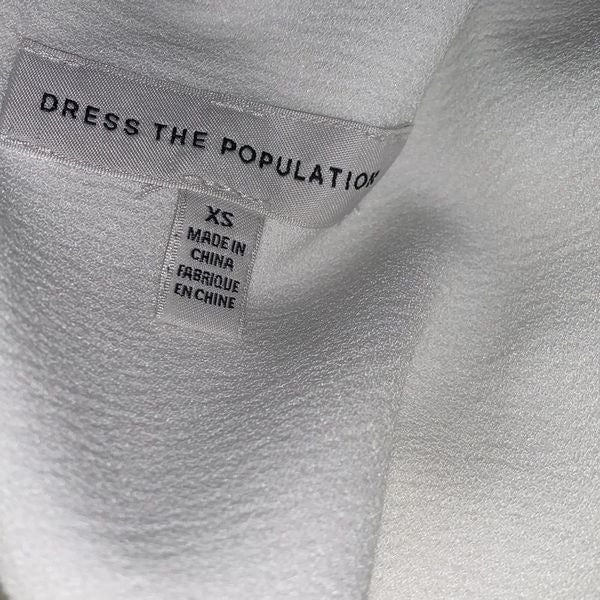 DRESS THE POPULATION
XS
MADE IN
CHINA
FABRIQUE
EN CHINE